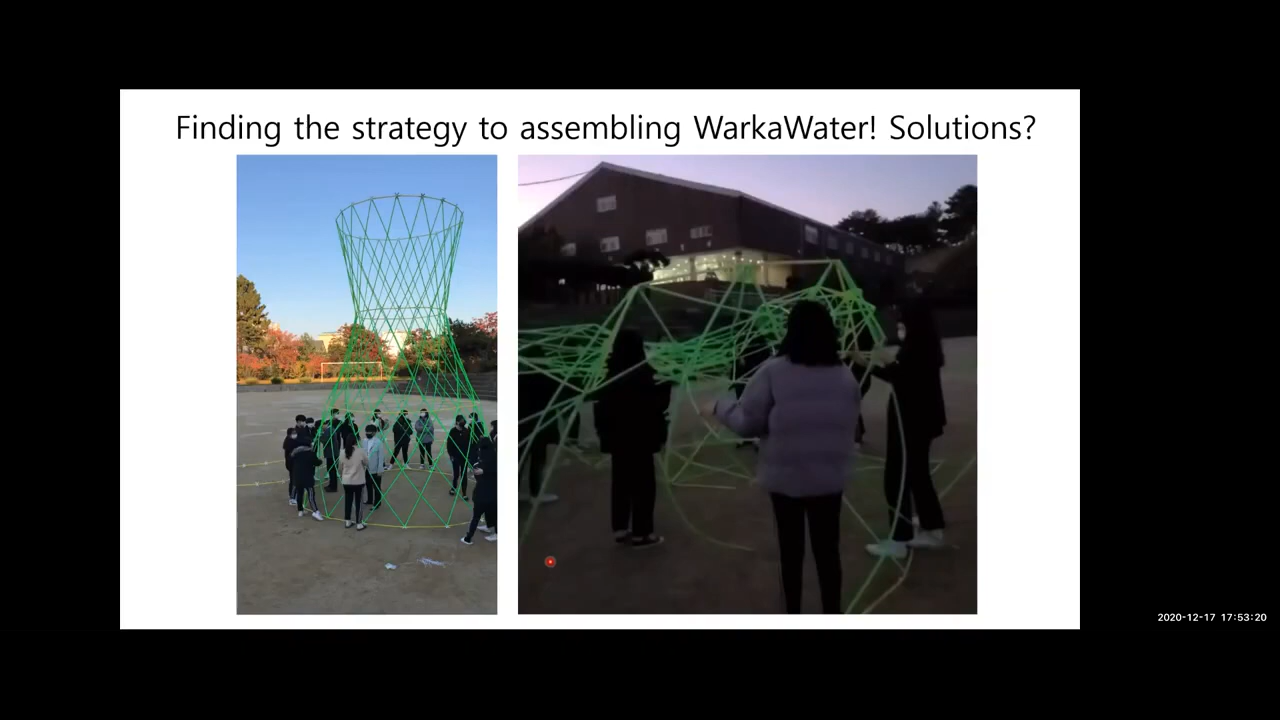 Finding the strategy to assembling WarkaWater! Solutions?
2020-12-17 17:53:20